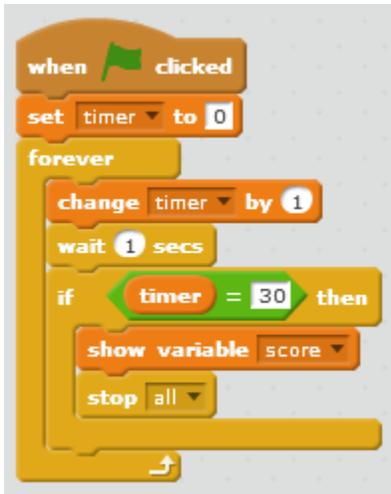 when clicked
set timer to 0
forever
change timer by 1
wait 1 secs
if timer = 30 then
show variable score
stop all